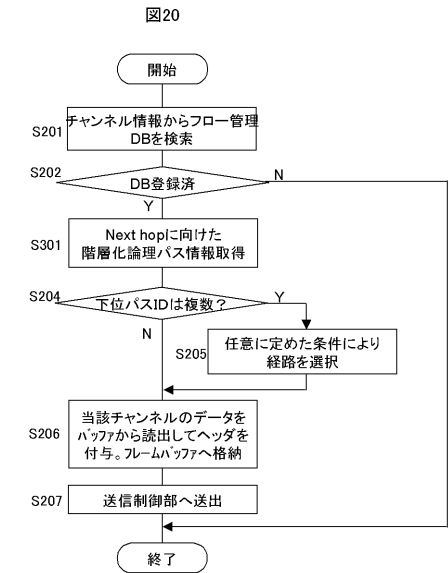 図20
開始
S201
チャンネル情報からフロー管理
DBを検索
S202
DB登録済
N
Y
S301
Next hopに向けた
階層化論理パス情報取得
S204
下位パスIDは複数？
Y
N
S205
任意に定めた条件により
経路を選択
S206
当該チャンネルのデータを
ﾊﾞｯﾌｧから読出してヘッダを
付与。ﾌﾚｰﾑﾊﾞｯﾌｧへ格納
S207
送信制御部へ送出
終了